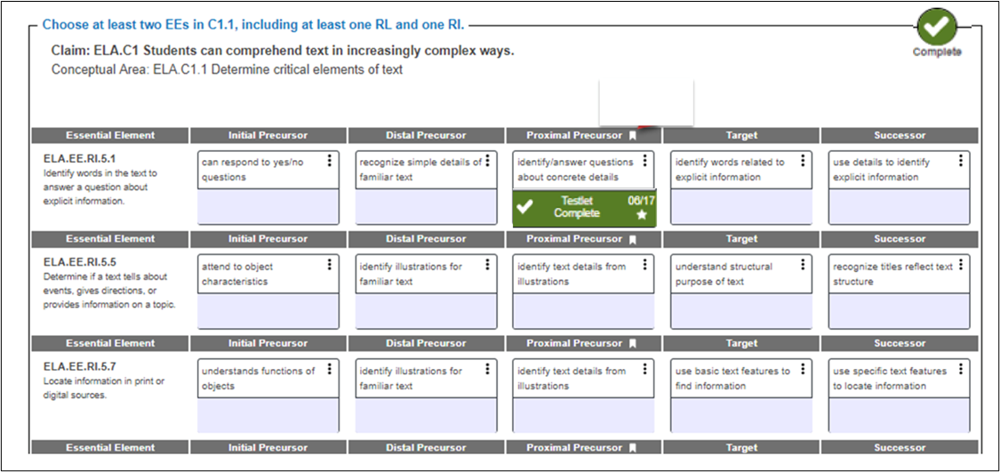 Choose at least two EEs in C1.1, including at least one RL and one RI.
Complete
Claim: ELA.C1 Students can comprehend text in increasingly complex ways.
Conceptual Area: ELA.C1.1 Determine critical elements of text
Essential Element Initial Precursor Distal Precursor Proximal Precursor Target Successor
ELA.EE.RI.5.1
Identify words in the text to
answer a question about
explicit information.
can respond to yes/no
questions
recognize simple details of
familiar text
identify/answer questions
about concrete details
Testlet
Complete
06/17
identify words related to
explicit information
use details to identify
explicit information
Essential Element Initial Precursor Distal Precursor Proximal Precursor Target Successor
ELA.EE.RI.5.5
Determine if a text tells about
events, gives directions, or
provides information on a topic.
attend to object
characteristics
identify illustrations for
familiar text
identify text details from
illustrations
understand structural
purpose of text
recognize titles reflect text
structure
Essential Element Initial Precursor Distal Precursor Proximal Precursor Target Successor
ELA.EE.RI.5.7
Locate information in print or
digital sources.
understands functions of
objects
identify illustrations for
familiar text
identify text details from
illustrations
use basic text features to
find information
use specific text features
to locate information
Essential Element Initial Precursor Distal Precursor Proximal Precursor Target Successor